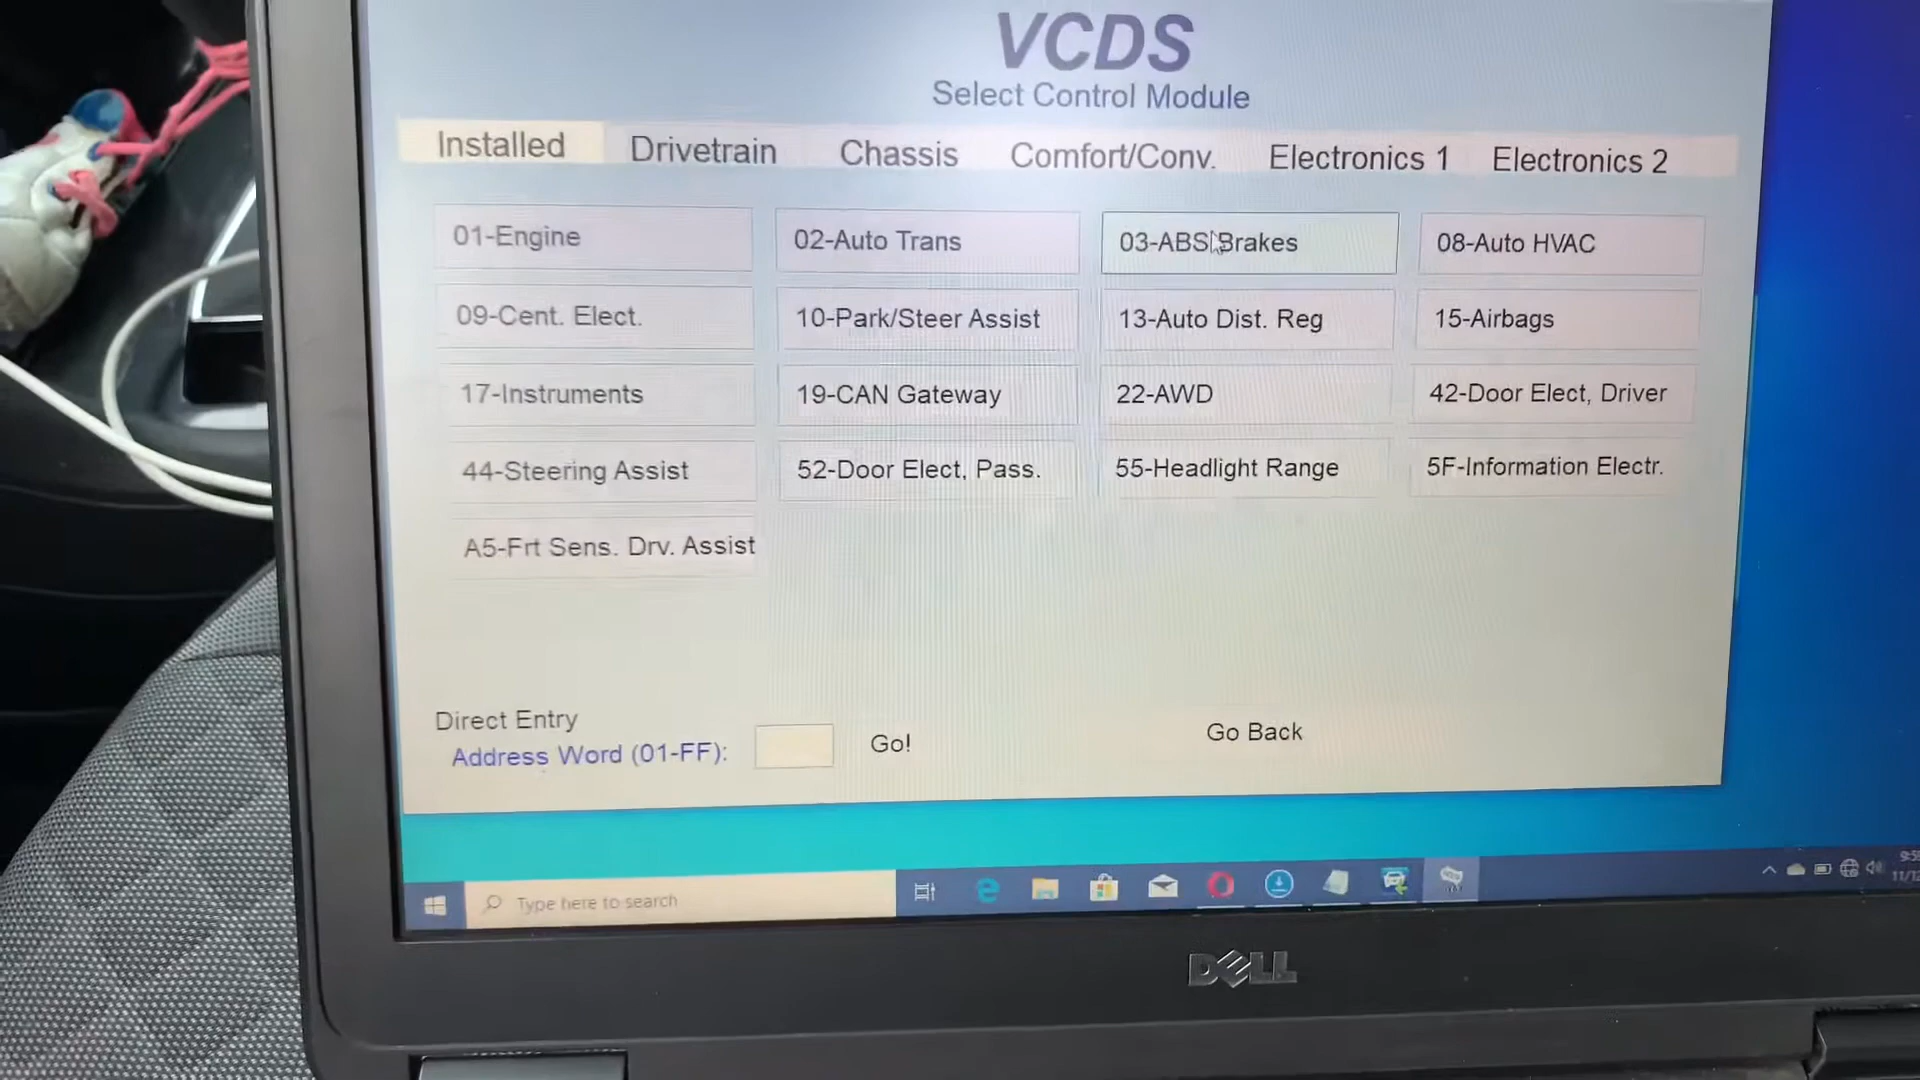 VCDS
Select Control Module
Installed Drivetrain Chassis Comfort/Conv. Electronics 1 Electronics 2
01-Engine 02-Auto Trans 03-ABS Brakes 08-Auto HVAC
09-Cent. Elect. 10-Park/Steer Assist 13-Auto Dist. Reg 15-Airbags
17-Instruments 19-CAN Gateway 22-AWD 42-Door Elect, Driver
44-Steering Assist 52-Door Elect, Pass. 55-Headlight Range 5F-Information Electr.
A5-Frt Sens. Drv. Assist
Direct Entry
Address Word (01-FF): Go! Go Back
Type here to search
DELL